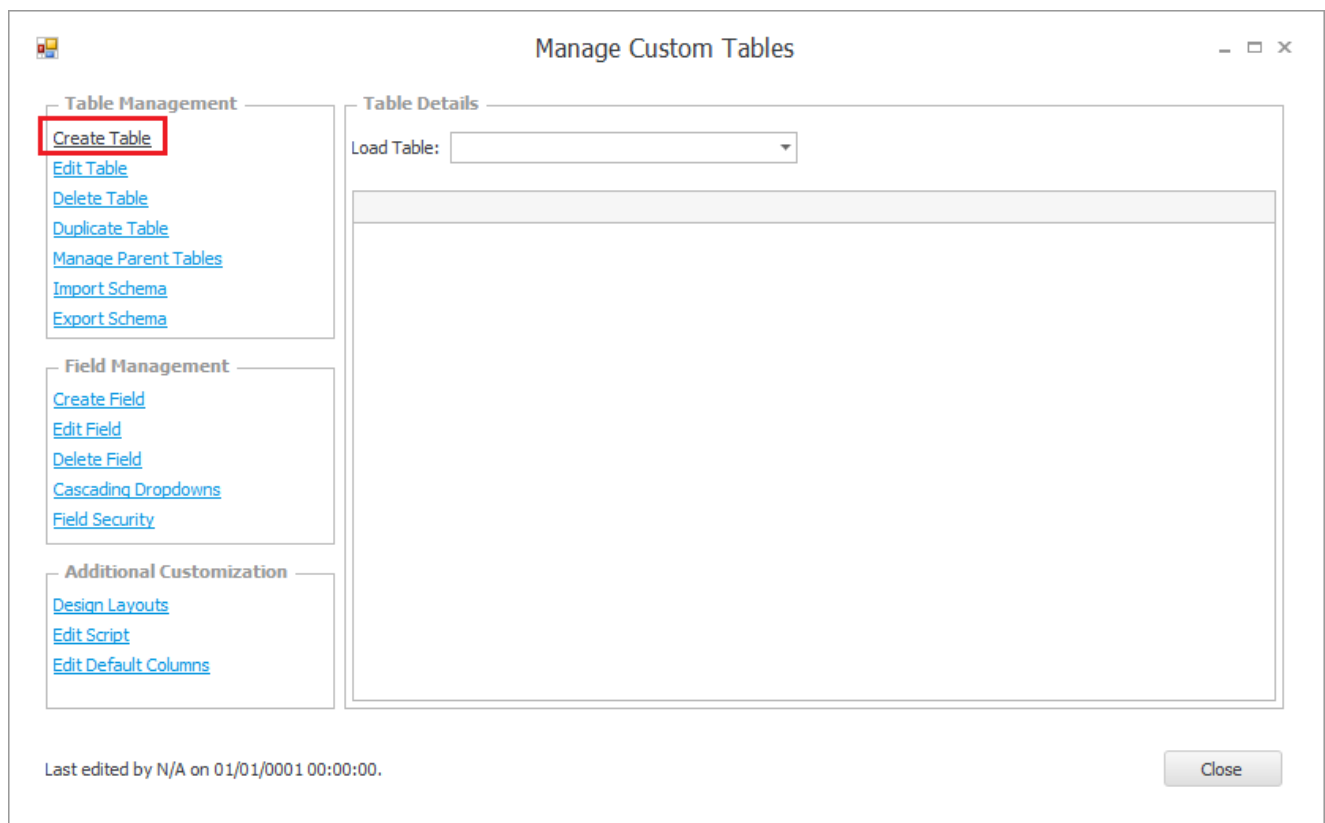 Manage Custom Tables
Table Management
Create Table
Edit Table
Delete Table
Duplicate Table
Manage Parent Tables
Import Schema
Export Schema
Field Management
Create Field
Edit Field
Delete Field
Cascading Dropdowns
Field Security
Additional Customization
Design Layouts
Edit Script
Edit Default Columns
Table Details
Load Table:
Last edited by N/A on 01/01/0001 00:00:00.
Close